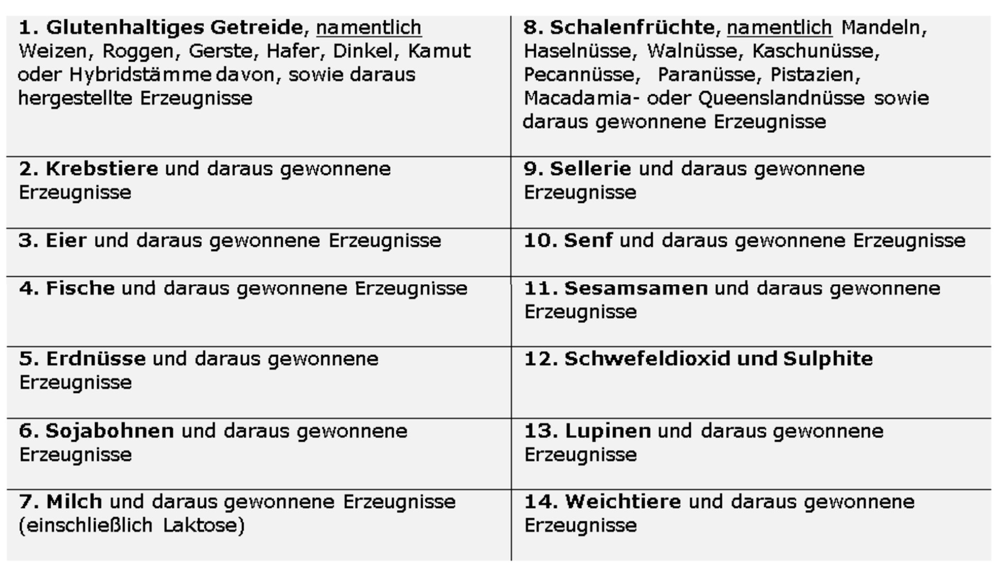 1. Glutenhaltiges Getreide, namentlich
Weizen, Roggen, Gerste, Hafer, Dinkel, Kamut
oder Hybridstämme davon, sowie daraus
hergestellte Erzeugnisse
2. Krebstiere und daraus gewonnene
Erzeugnisse
3. Eier und daraus gewonnene Erzeugnisse
4. Fische und daraus gewonnene Erzeugnisse
5. Erdnüsse und daraus gewonnene
Erzeugnisse
6. Sojabohnen und daraus gewonnene
Erzeugnisse
7. Milch und daraus gewonnene Erzeugnisse
(einschließlich Laktose)
8. Schalenfrüchte, namentlich Mandeln,
Haselnüsse, Walnüsse, Kaschunüsse,
Pecannüsse, Paranüsse, Pistazien,
Macadamia- oder Queenslandnüsse sowie
daraus gewonnene Erzeugnisse
9. Sellerie und daraus gewonnene
Erzeugnisse
10. Senf und daraus gewonnene Erzeugnisse
11. Sesamsamen und daraus gewonnene
Erzeugnisse
12. Schwefeldioxid und Sulphite
13. Lupinen und daraus gewonnene
Erzeugnisse
14. Weichtiere und daraus gewonnene
Erzeugnisse